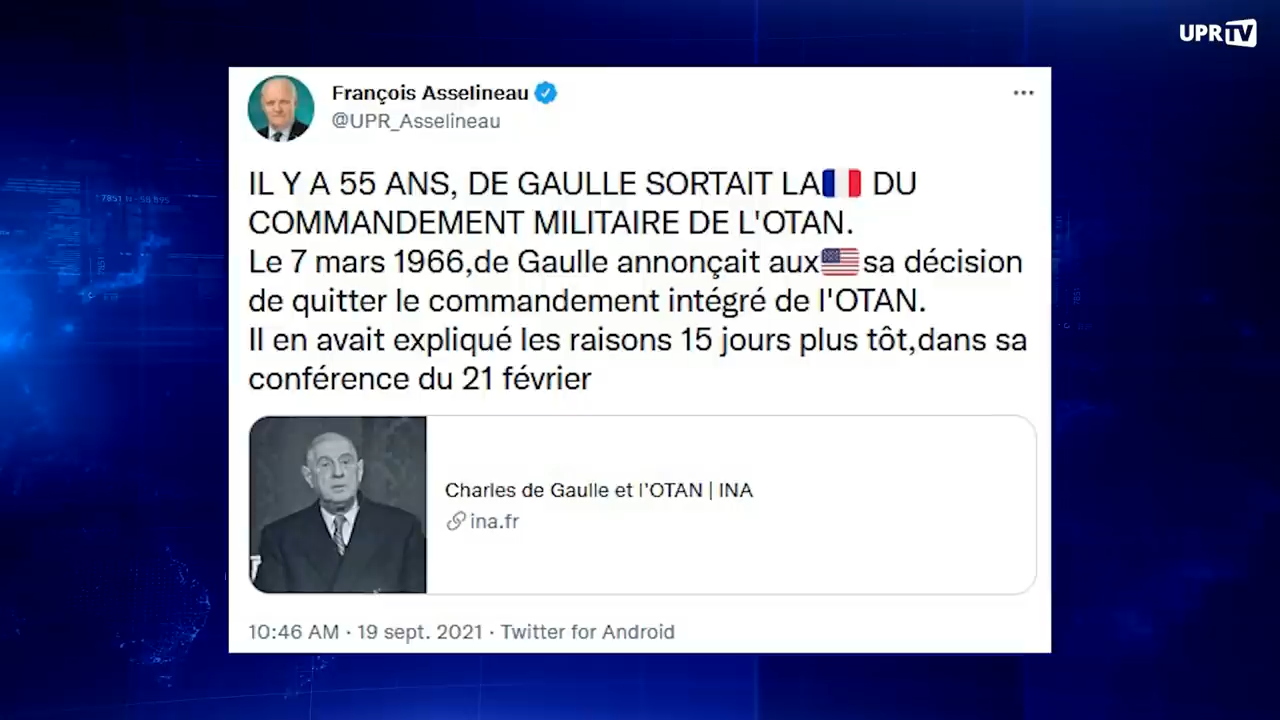 UPRTV
François Asselineau
@UPR_Asselineau
IL Y A 55 ANS, DE GAULLE SORTAIT LA🇫🇷 DU
COMMANDEMENT MILITAIRE DE L'OTAN.
Le 7 mars 1966,de Gaulle annonçait aux🇺🇸sa décision
de quitter le commandement intégré de l'OTAN.
Il en avait expliqué les raisons 15 jours plus tôt,dans sa
conférence du 21 février
Charles de Gaulle et l'OTAN | INA
ina.fr
10:46 AM · 19 sept. 2021 · Twitter for Android